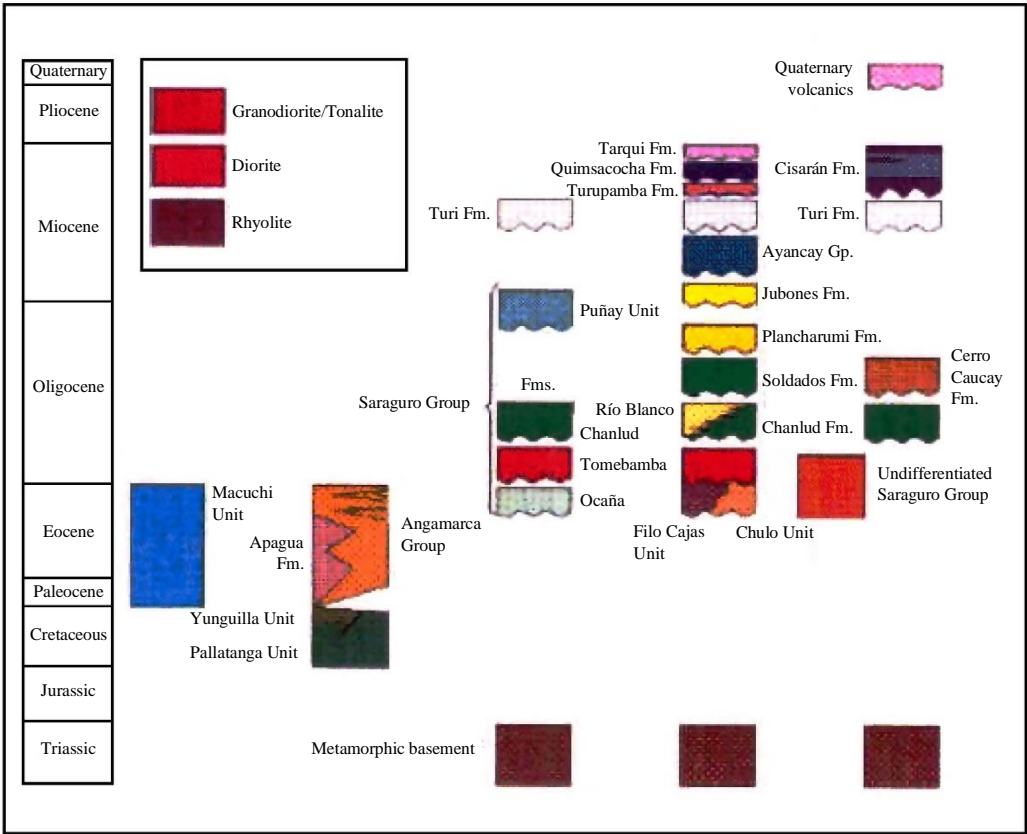 Quaternary
Pliocene
Miocene
Oligocene
Eocene
Paleocene
Cretaceous
Jurassic
Triassic
Granodiorite/Tonalite
Diorite
Rhyolite
Macuchi
Unit
Apagua
Fm.
Angamarca
Group
Yunguilla Unit
Pallatanga Unit
Metamorphic basement
Turi Fm.
Saraguro Group
Puñay Unit
Fms.
Chanlud
Tomebamba
Ocaña
Tarqui Fm.
Quimsacocha Fm.
Turupamba Fm.
Ayancay Gp.
Jubones Fm.
Plancharumi Fm.
Soldados Fm.
Río Blanco
Chanlud Fm.
Filo Cajas
Unit
Chulo Unit
Quaternary
volcanics
Cisarán Fm.
Turi Fm.
Cerro
Caucay
Fm.
Undifferentiated
Saraguro Group